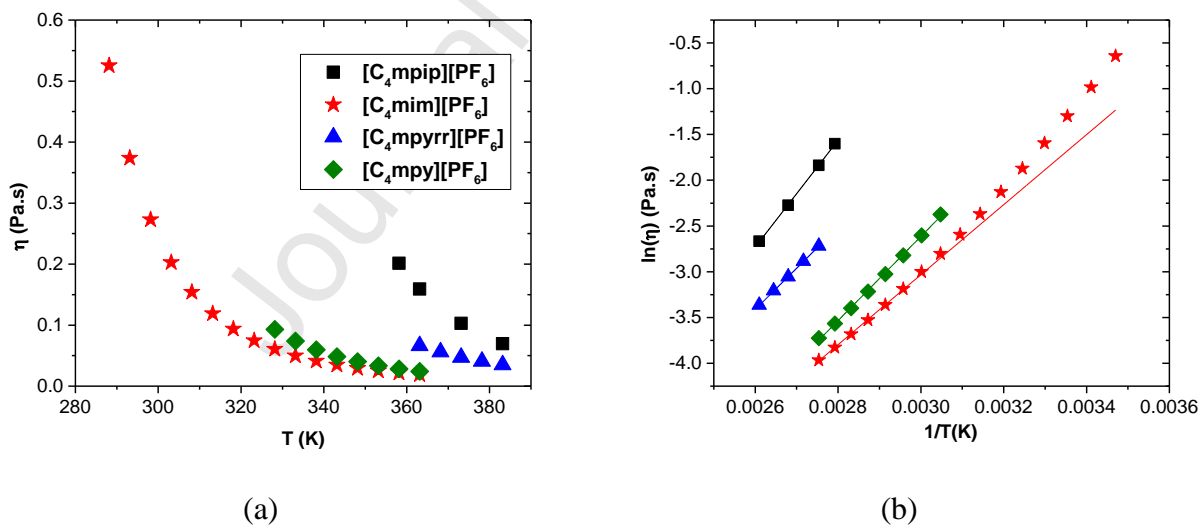 0.6
0.5
0.4
0.3
0.2
0.1
0.0
η (Pa.s)
280 300 320 340 360 380
T (K)
[C4mpip][PF6]
[C4mim][PF6]
[C4mpyrr][PF6]
[C4mpy][PF6]
Journal
(a)
-0.5
-1.0
-1.5
-2.0
-2.5
-3.0
-3.5
-4.0
ln(η) (Pa.s)
0.0026 0.0028 0.0030 0.0032 0.0034 0.0036
1/T(K)
(b)